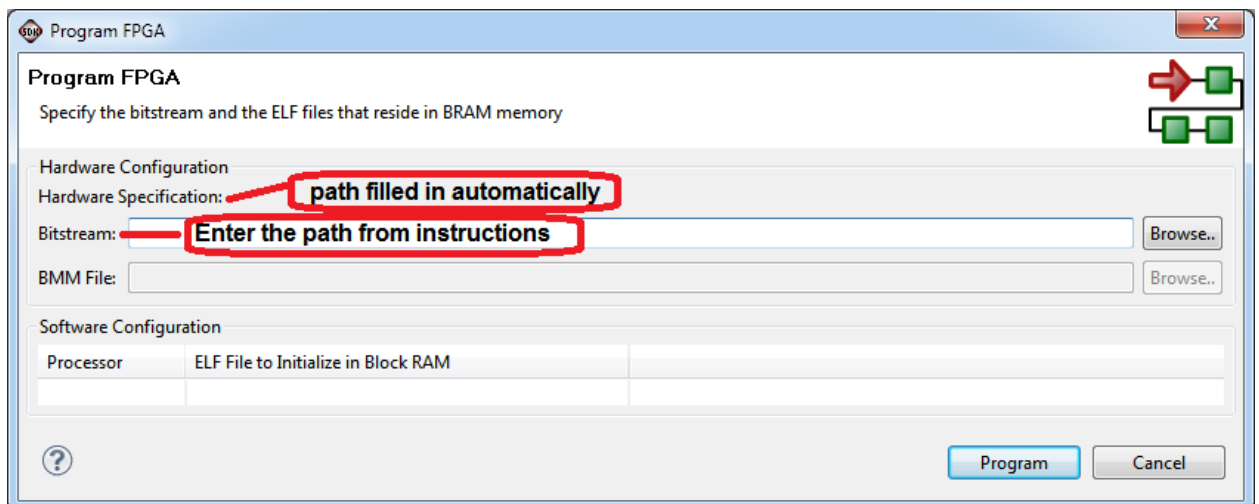 SDK Program FPGA
Program FPGA
Specify the bitstream and the ELF files that reside in BRAM memory
Hardware Configuration
Hardware Specification: path filled in automatically
Bitstream: Enter the path from instructions Browse..
BMM File: Browse..
Software Configuration
Processor ELF File to Initialize in Block RAM
? Program Cancel